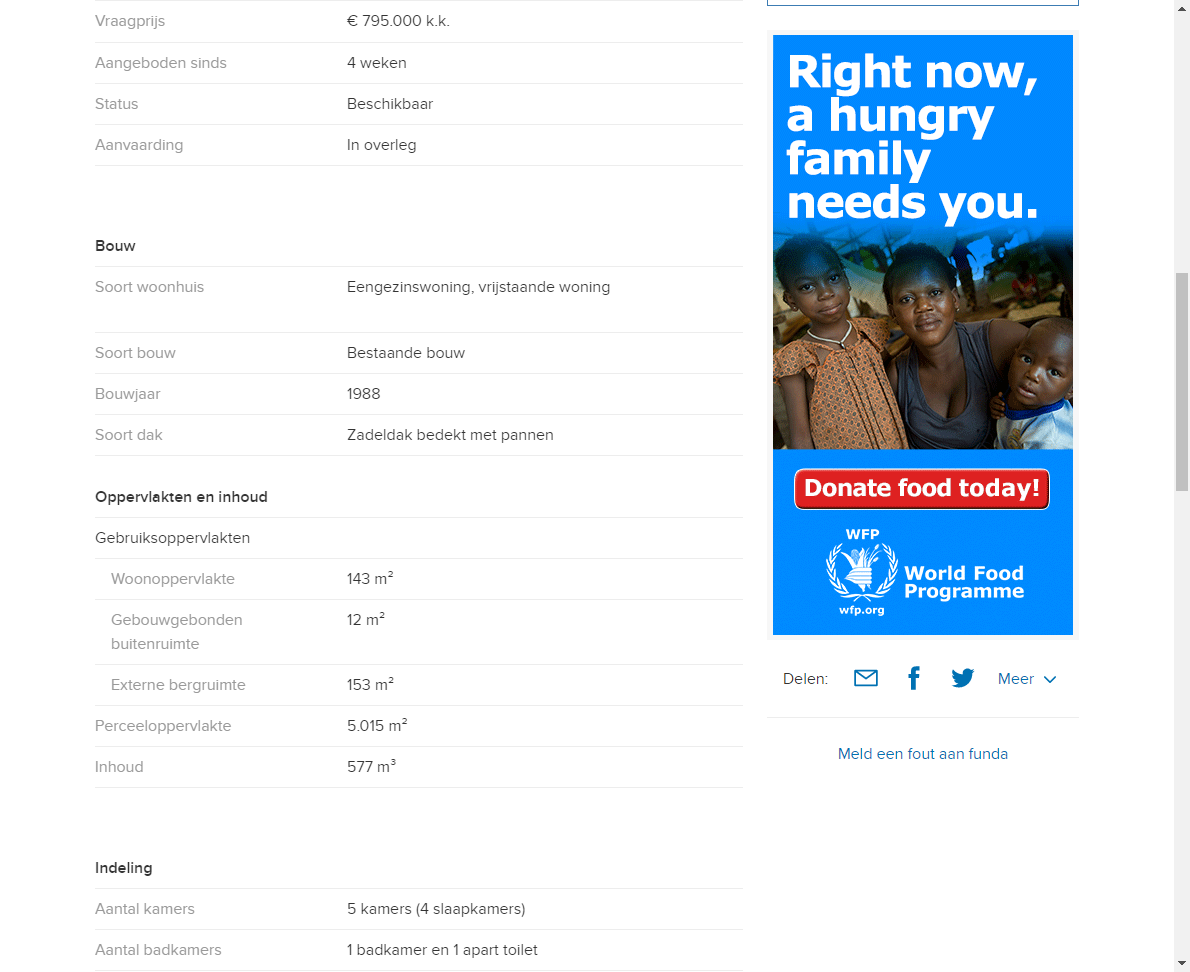 Vraagprijs € 795.000 k.k.
Aangeboden sinds 4 weken
Status Beschikbaar
Aanvaarding In overleg
Bouw
Soort woonhuis Eengezinswoning, vrijstaande woning
Soort bouw Bestaande bouw
Bouwjaar 1988
Soort dak Zadeldak bedekt met pannen
Oppervlakten en inhoud
Gebruiksoppervlakten
Woonoppervlakte 143 m²
Gebouwgebonden 12 m²
buitenruimte
Externe bergruimte 153 m²
Perceeloppervlakte 5.015 m²
Inhoud 577 m³
Indeling
Aantal kamers 5 kamers (4 slaapkamers)
Aantal badkamers 1 badkamer en 1 apart toilet
Right now,
a hungry
family
needs you.
Donate food today!
WFP
World Food
Programme
wfp.org
Delen: Meer
Meld een fout aan funda